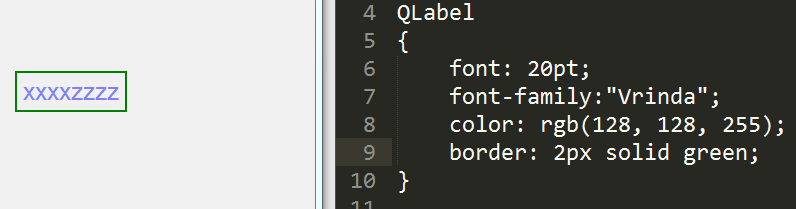 xxxxzzzz
4 QLabel
5 {
6 font: 20pt;
7 font-family:"Vrinda";
8 color: rgb(128, 128, 255);
9 border: 2px solid green;
10 }
11